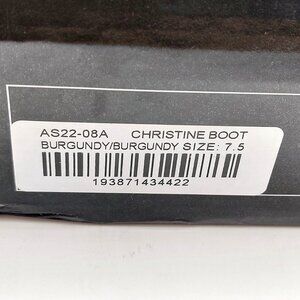 AS22-08A CHRISTINE BOOT
BURGUNDY/BURGUNDY SIZE: 7.5
193871434422